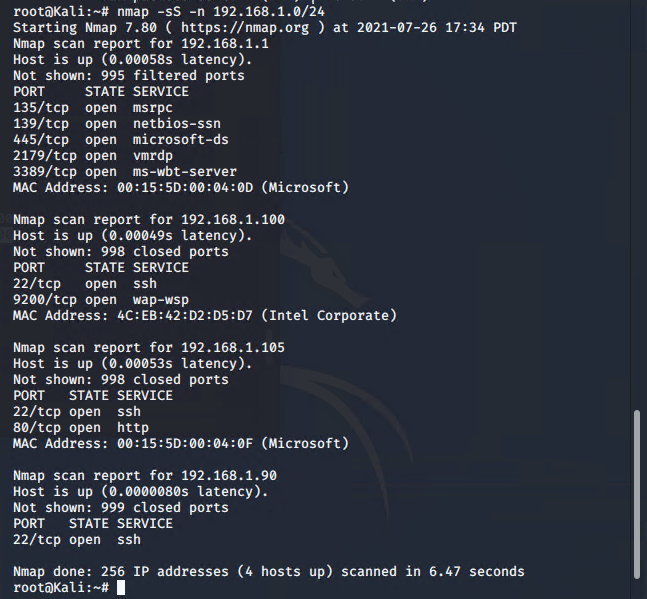 root@Kali:~# nmap -sS -n 192.168.1.0/24
Starting Nmap 7.80 ( https://nmap.org ) at 2021-07-26 17:34 PDT
Nmap scan report for 192.168.1.1
Host is up (0.00058s latency).
Not shown: 995 filtered ports
PORT     STATE SERVICE
135/tcp  open  msrpc
139/tcp  open  netbios-ssn
445/tcp  open  microsoft-ds
2179/tcp open  vmrdp
3389/tcp open  ms-wbt-server
MAC Address: 00:15:5D:00:04:0D (Microsoft)

Nmap scan report for 192.168.1.100
Host is up (0.00049s latency).
Not shown: 998 closed ports
PORT     STATE SERVICE
22/tcp   open  ssh
9200/tcp open  wap-wsp
MAC Address: 4C:EB:42:D2:D5:D7 (Intel Corporate)

Nmap scan report for 192.168.1.105
Host is up (0.00053s latency).
Not shown: 998 closed ports
PORT   STATE SERVICE
22/tcp open  ssh
80/tcp open  http
MAC Address: 00:15:5D:00:04:0F (Microsoft)

Nmap scan report for 192.168.1.90
Host is up (0.0000080s latency).
Not shown: 999 closed ports
PORT   STATE SERVICE
22/tcp open  ssh

Nmap done: 256 IP addresses (4 hosts up) scanned in 6.47 seconds
root@Kali:~#